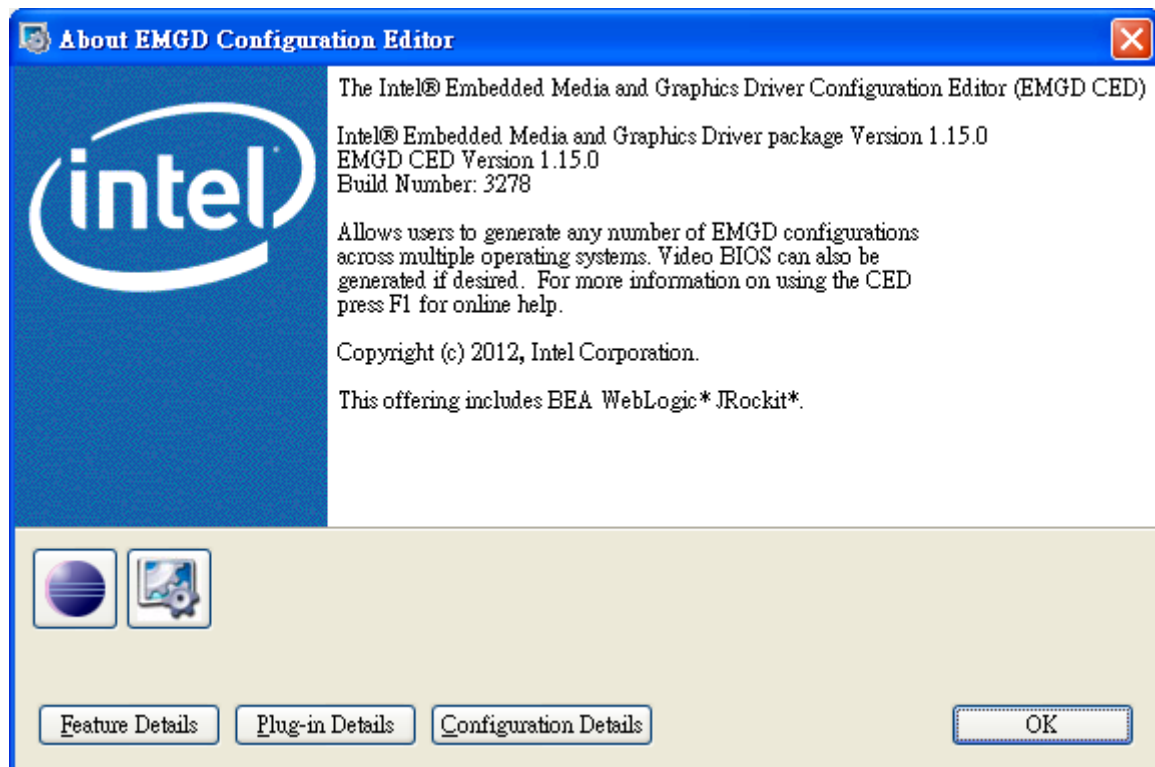 About EMGD Configuration Editor
intel
The Intel® Embedded Media and Graphics Driver Configuration Editor (EMGD CED)
Intel® Embedded Media and Graphics Driver package Version 1.15.0
EMGD CED Version 1.15.0
Build Number: 3278
Allows users to generate any number of EMGD configurations
across multiple operating systems. Video BIOS can also be
generated if desired.  For more information on using the CED
press F1 for online help.
Copyright (c) 2012, Intel Corporation.
This offering includes BEA WebLogic* JRockit*.
Feature Details
Plug-in Details
Configuration Details
OK